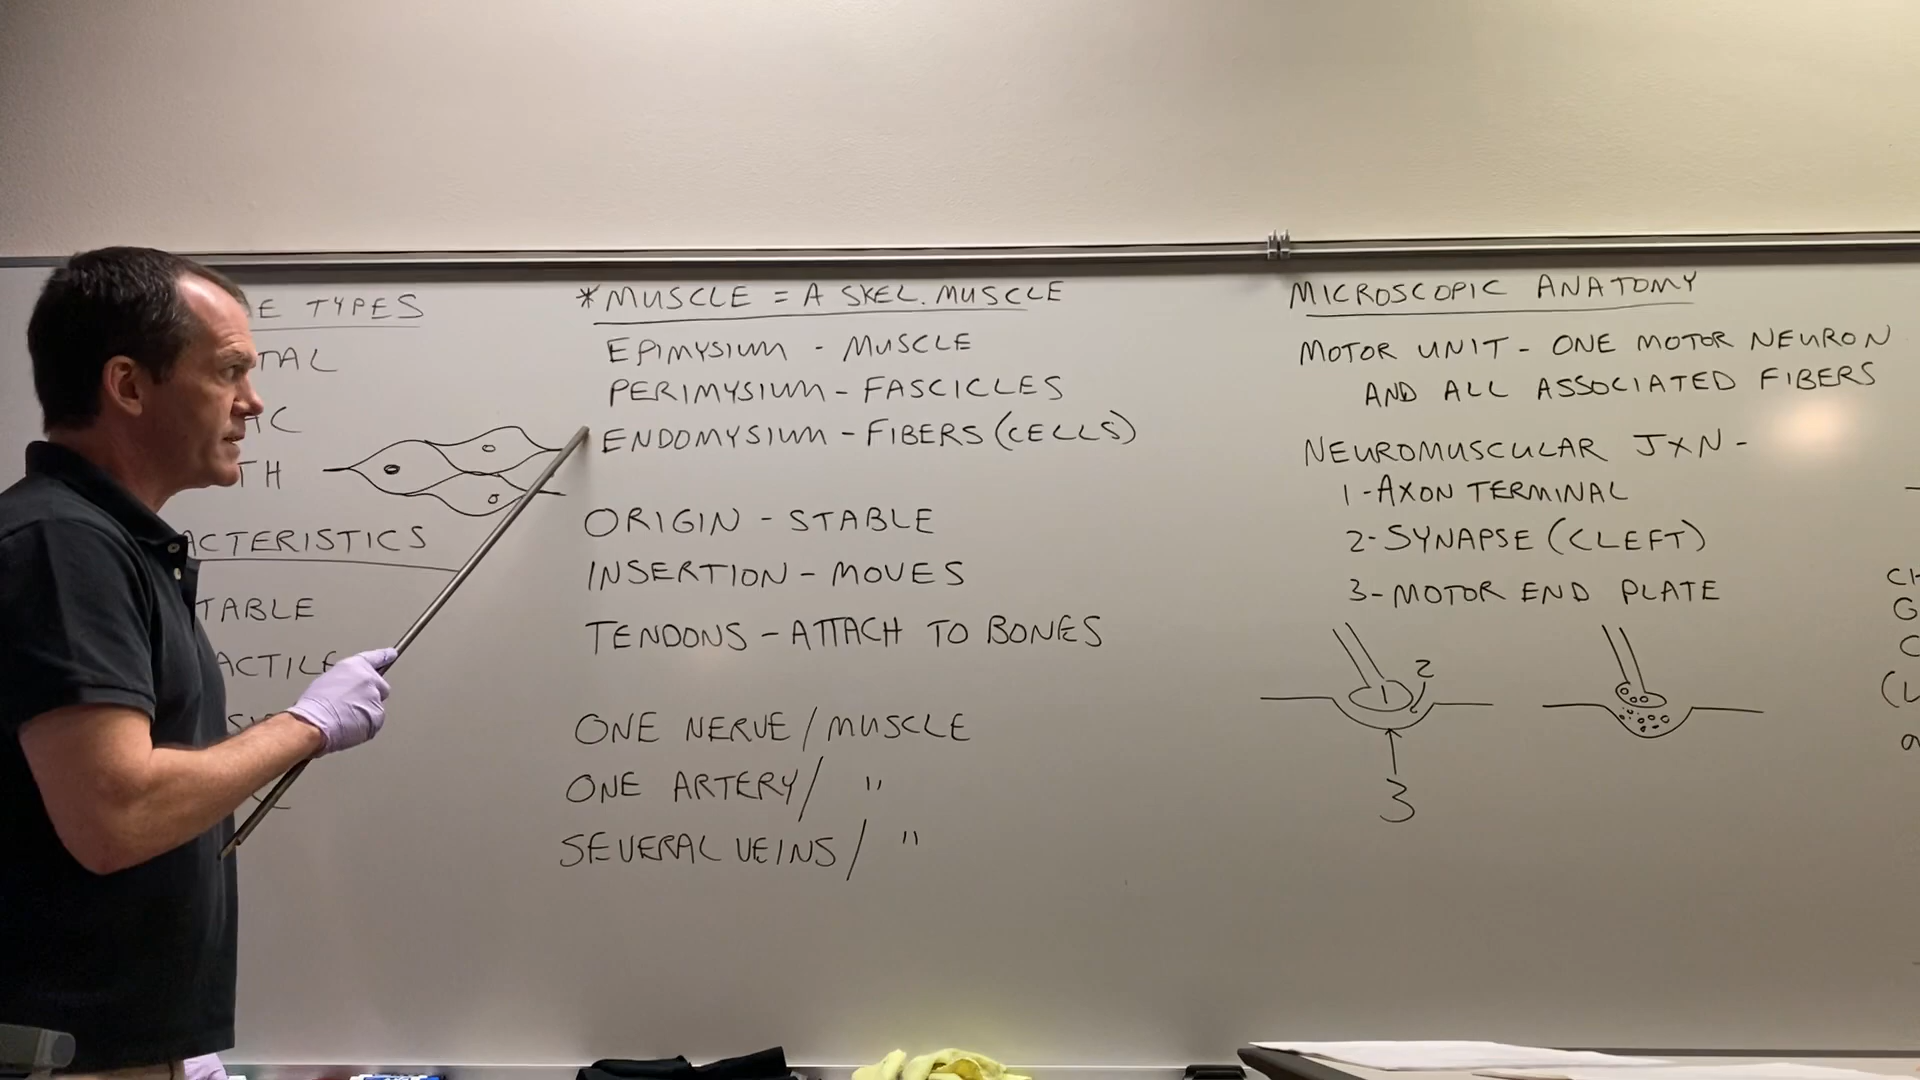 E TYPES
TAL
AC
TH
ACTERISTICS
TABLE
ACTILE
*MUSCLE = A SKEL. MUSCLE
EPIMYSIUM - MUSCLE
PERIMYSIUM - FASCICLES
ENDOMYSIUM - FIBERS (CELLS)
ORIGIN - STABLE
INSERTION - MOVES
TENDONS - ATTACH TO BONES
ONE NERVE / MUSCLE
ONE ARTERY / "
SEVERAL VEINS / "
MICROSCOPIC ANATOMY
MOTOR UNIT - ONE MOTOR NEURON
AND ALL ASSOCIATED FIBERS
NEUROMUSCULAR JXN -
1 - AXON TERMINAL
2 - SYNAPSE (CLEFT)
3 - MOTOR END PLATE
1
2
3
CH
G
C
(L